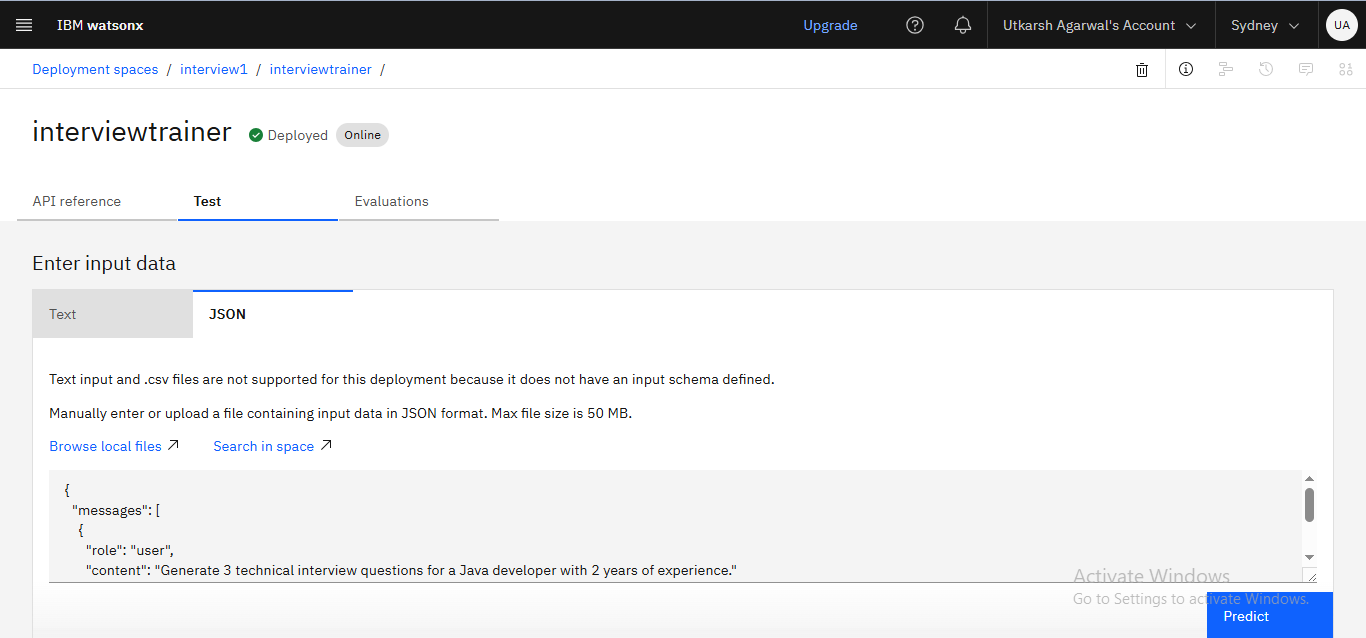 IBM watsonx
Upgrade
Utkarsh Agarwal's Account
Sydney
UA
Deployment spaces / interview1 / interviewtrainer /
interviewtrainer
Deployed
Online
API reference
Test
Evaluations
Enter input data
Text
JSON
Text input and .csv files are not supported for this deployment because it does not have an input schema defined.
Manually enter or upload a file containing input data in JSON format. Max file size is 50 MB.
Browse local files
Search in space
{
"messages": [
{
"role": "user",
"content": "Generate 3 technical interview questions for a Java developer with 2 years of experience."
Activate Windows
Go to Settings to activate Windows.
Predict